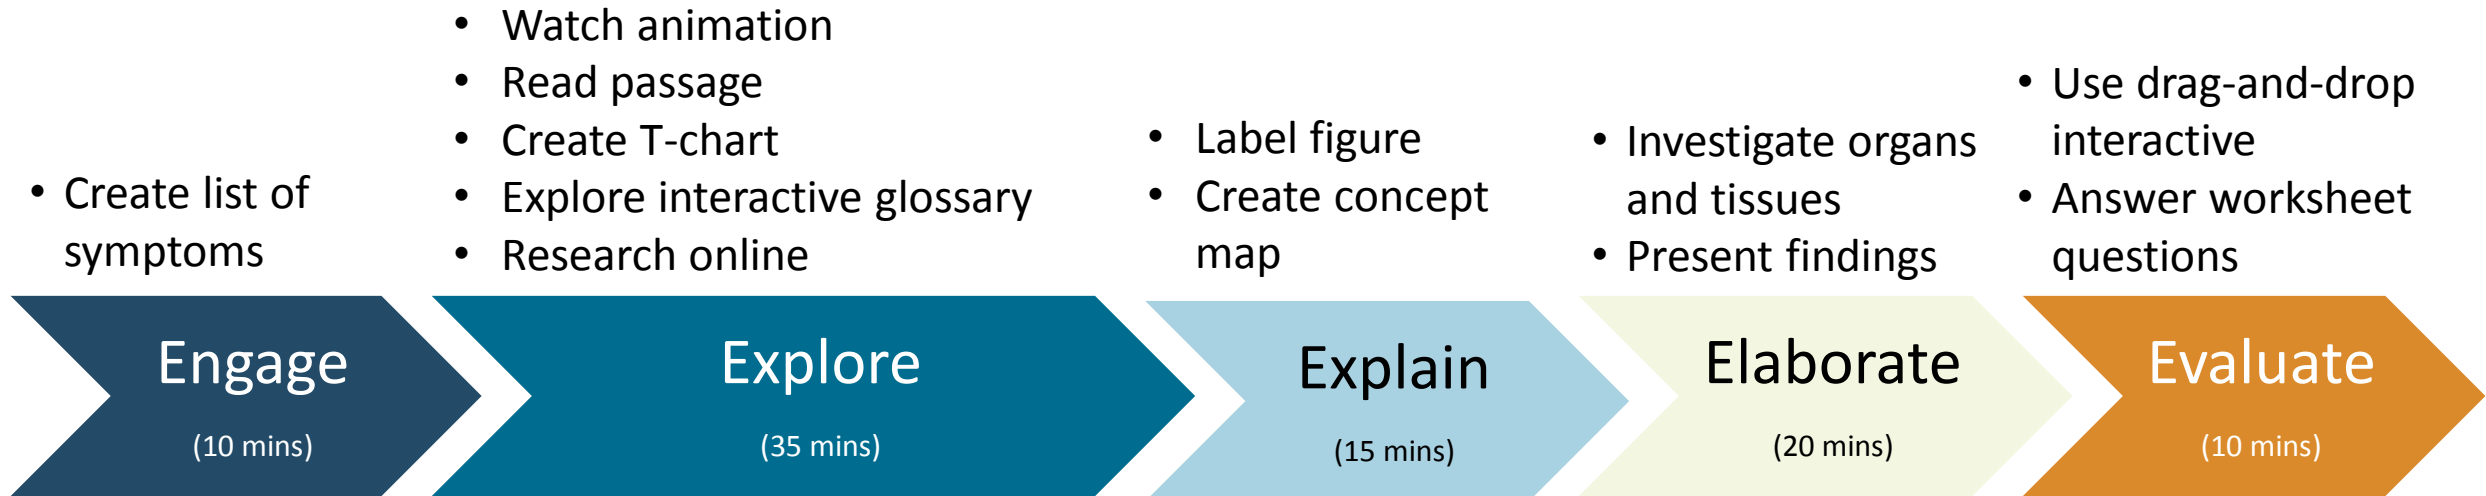 • Create list of
symptoms
• Watch animation
• Read passage
• Create T-chart
• Explore interactive glossary
• Research online
• Label figure
• Create concept
map
• Investigate organs
and tissues
• Present findings
• Use drag-and-drop
interactive
• Answer worksheet
questions
Engage
(10 mins)
Explore
(35 mins)
Explain
(15 mins)
Elaborate
(20 mins)
Evaluate
(10 mins)